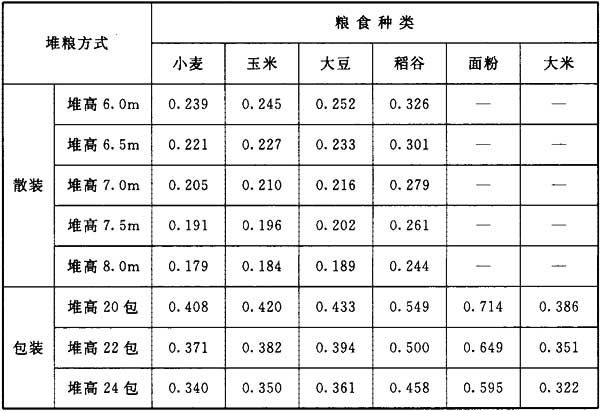 堆粮方式 粮食种类
小麦 玉米 大豆 稻谷 面粉 大米
散装 堆高6.0m 0.239 0.245 0.252 0.326 — —
堆高6.5m 0.221 0.227 0.233 0.301 — —
堆高7.0m 0.205 0.210 0.216 0.279 — —
堆高7.5m 0.191 0.196 0.202 0.261 — —
堆高8.0m 0.179 0.184 0.189 0.244 — —
包装 堆高20包 0.408 0.420 0.433 0.549 0.714 0.386
堆高22包 0.371 0.382 0.394 0.500 0.649 0.351
堆高24包 0.340 0.350 0.361 0.458 0.595 0.322